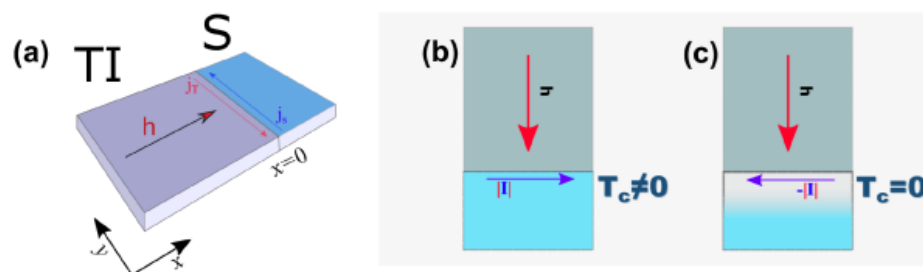 (a)
TI
S
j_T
j_s
h
x=0
y
x
(b)
h
|I|
T_c≠0
(c)
h
-|I|
T_c=0